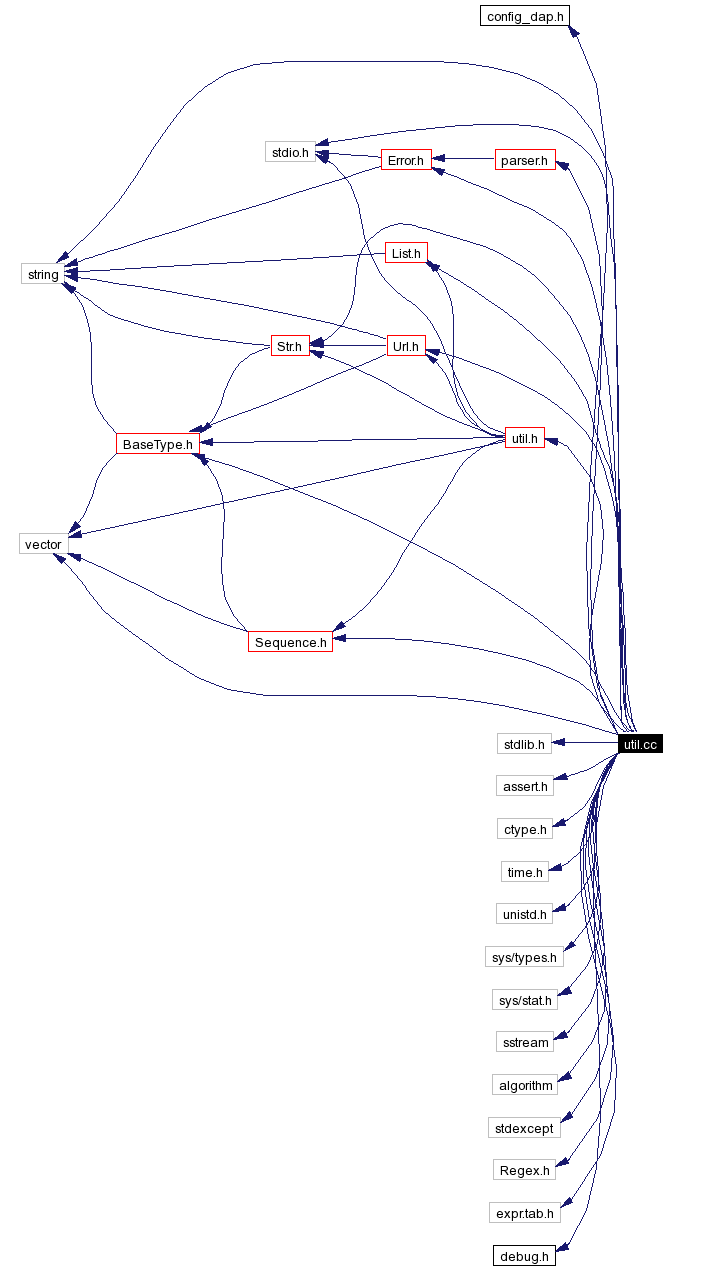 config_dap.h
stdio.h
Error.h
parser.h
List.h
string
Str.h
Url.h
util.h
BaseType.h
vector
Sequence.h
util.cc
stdlib.h
assert.h
ctype.h
time.h
unistd.h
sys/types.h
sys/stat.h
sstream
algorithm
stdexcept
Regex.h
expr.tab.h
debug.h